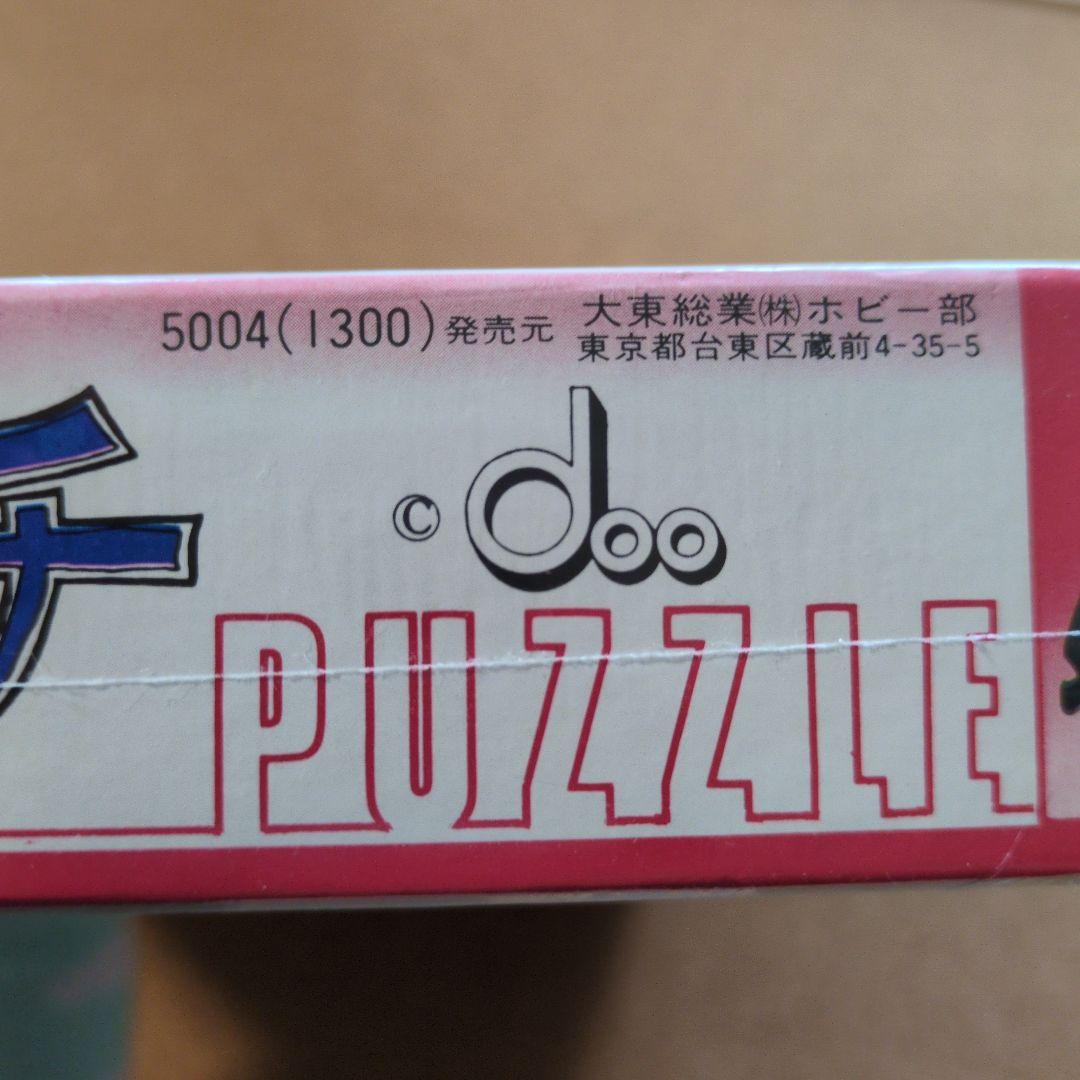 5004(1300)発売元 大東総業㈱ホビー部
東京都台東区蔵前4-35-5
チ
© doo
PUZZLE